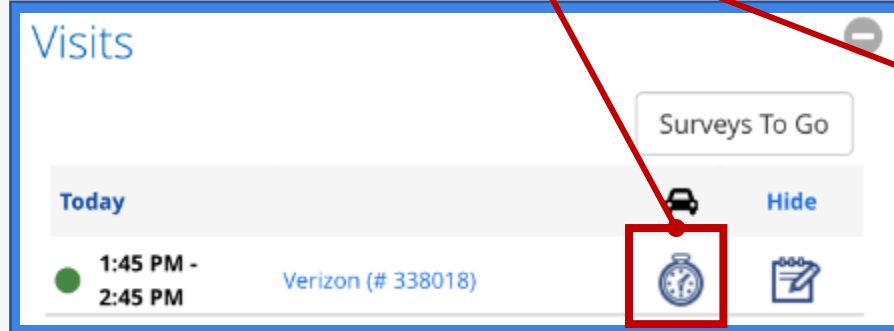 Visits
Surveys To Go
Today Hide
1:45 PM -
2:45 PM
Verizon (# 338018)